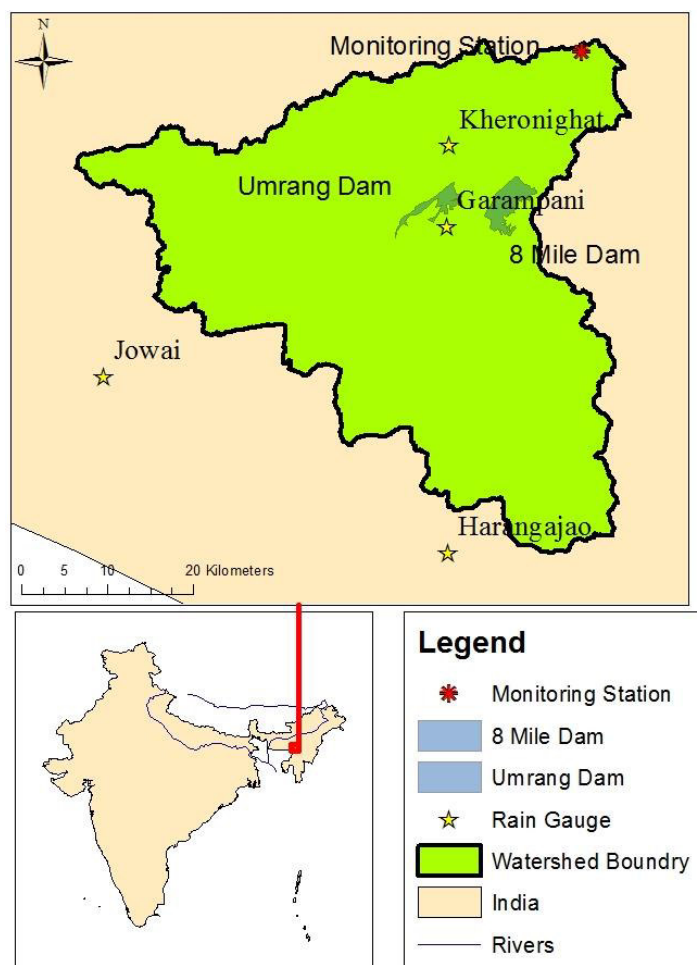 N
Monitoring Station
Kheronighat
Umrang Dam
Garampani
8 Mile Dam
Jowai
Harangajao
0 5 10 20 Kilometers
Legend
Monitoring Station
8 Mile Dam
Umrang Dam
Rain Gauge
Watershed Boundry
India
Rivers